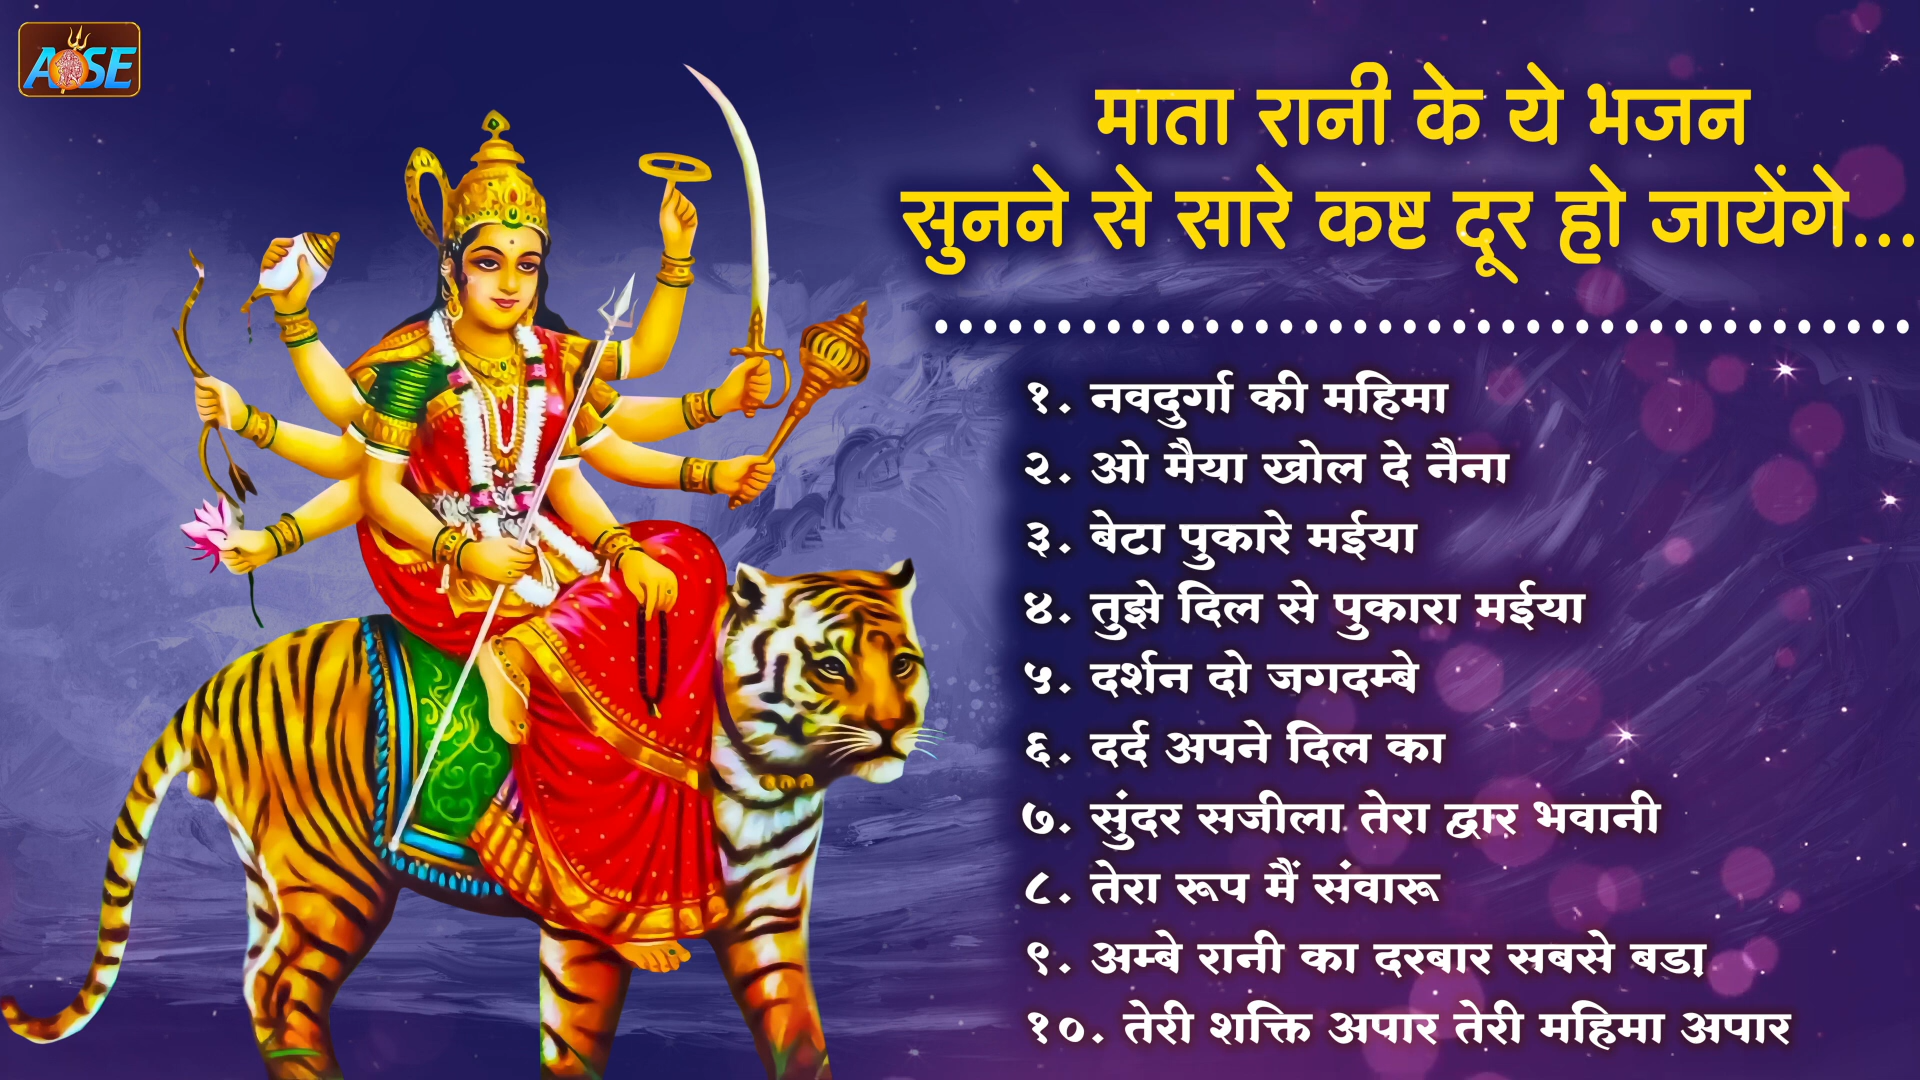 AOSE
माता रानी के ये भजन
सुनने से सारे कष्ट दूर हो जायेंगे...
१. नवदुर्गा की महिमा
२. ओ मैया खोल दे नैना
३. बेटा पुकारे मईया
४. तुझे दिल से पुकारा मईया
५. दर्शन दो जगदम्बे
६. दर्द अपने दिल का
७. सुंदर सजीला तेरा द्वार भवानी
८. तेरा रूप मैं संवारू
९. अम्बे रानी का दरबार सबसे बड़ा
१०. तेरी शक्ति अपार तेरी महिमा अपार